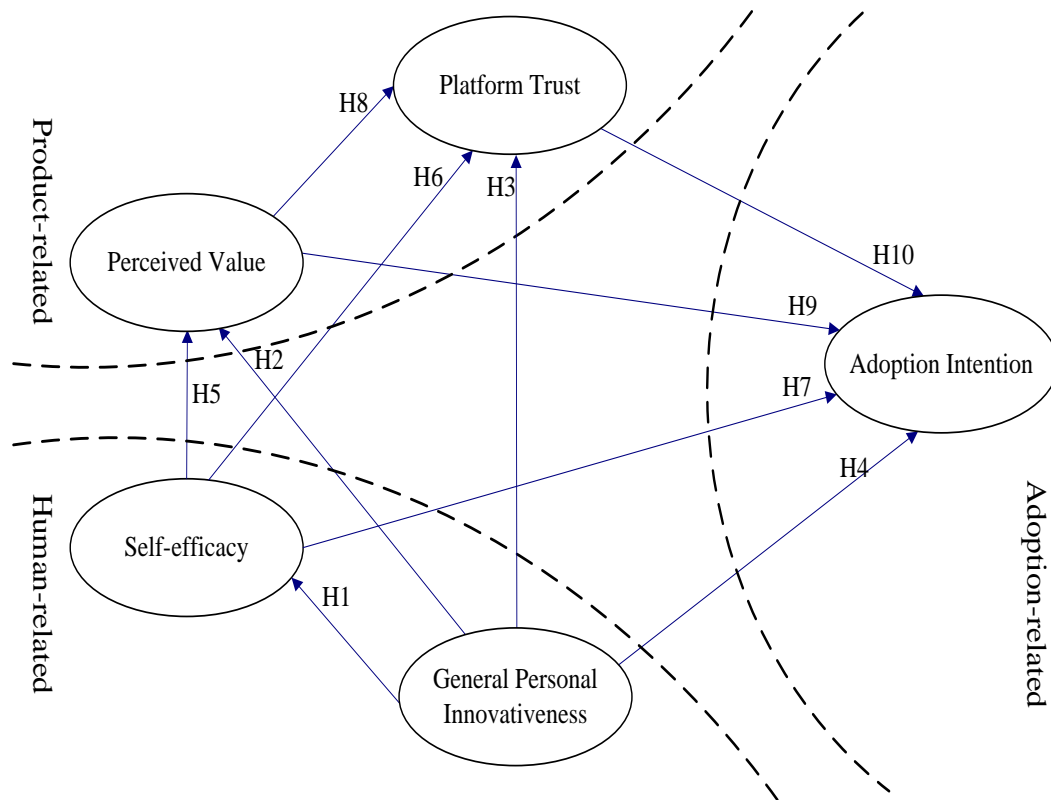 Platform Trust
H8
H6
H3
Product-related
Perceived Value
H10
H9
Adoption Intention
H2
H5
H7
H4
Human-related
Self-efficacy
H1
General Personal
Innovativeness
Adoption-related